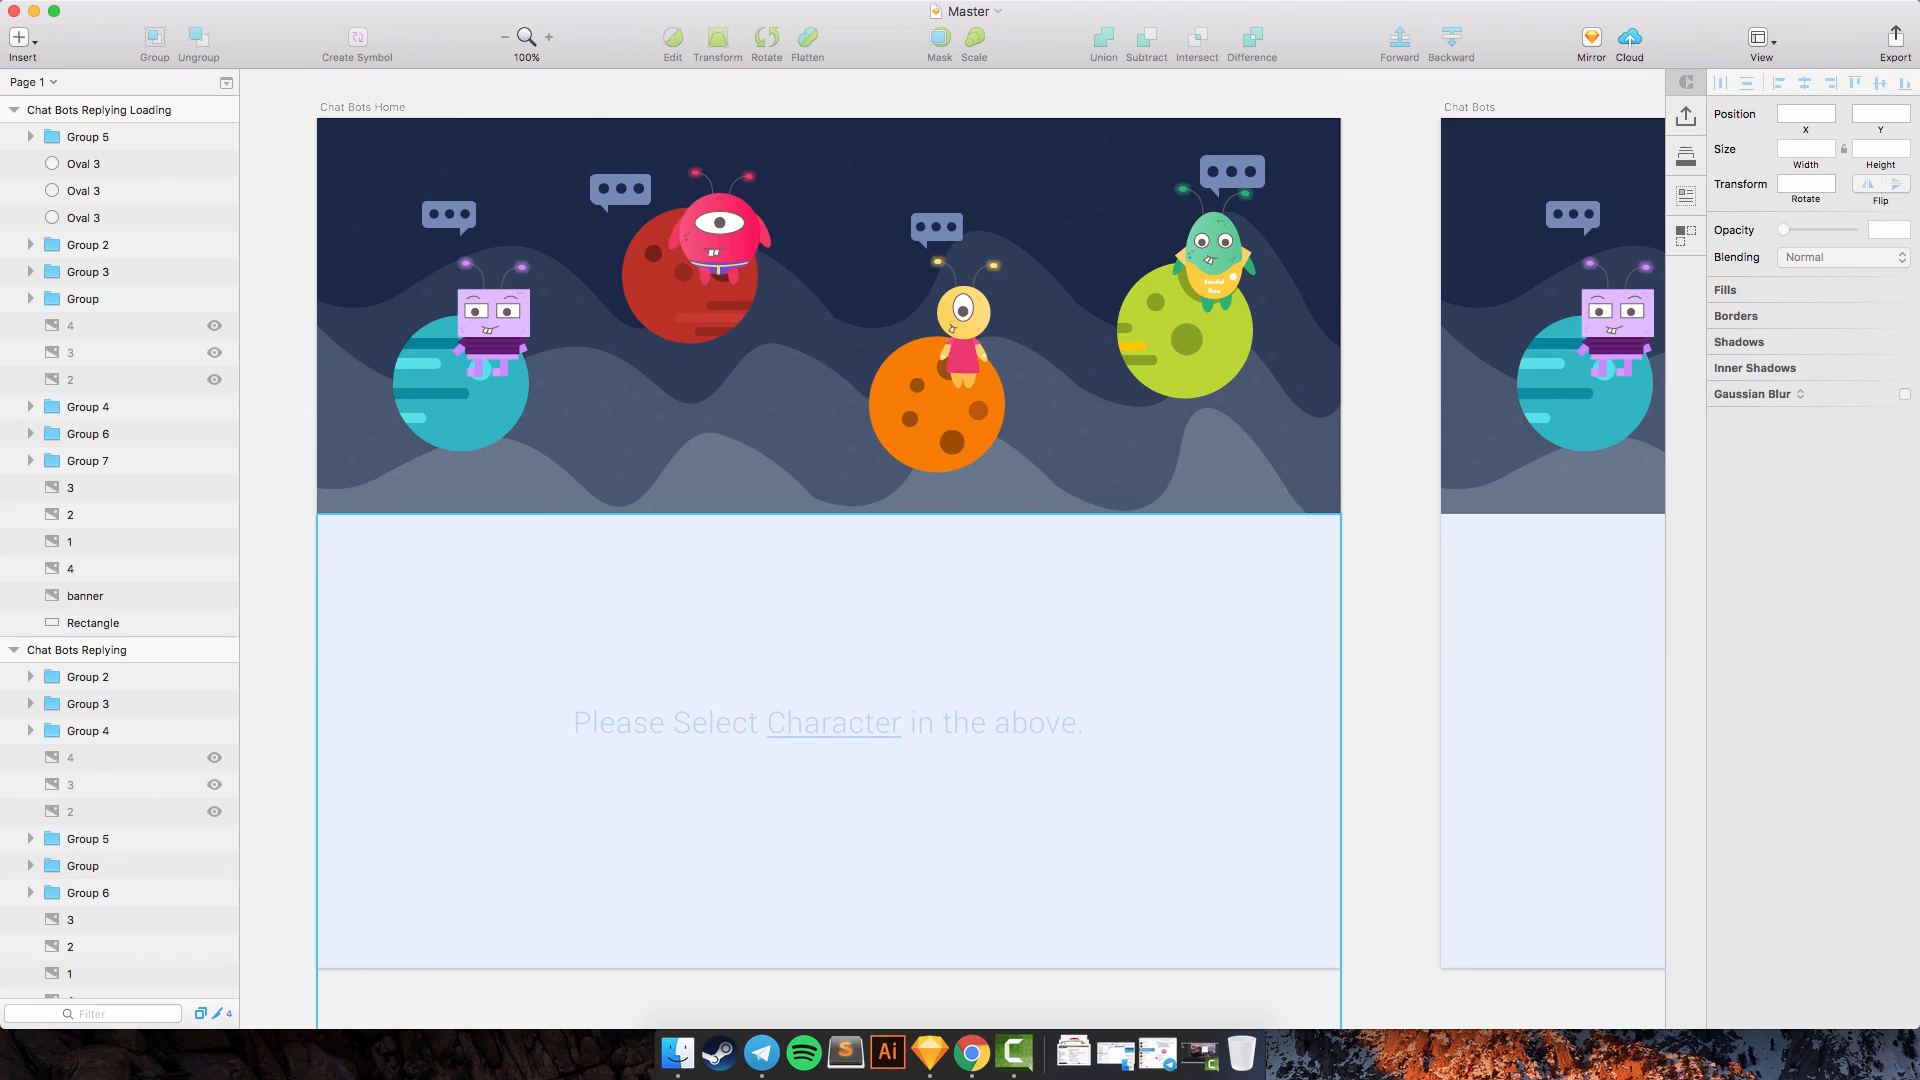 Master
Insert
Group
Ungroup
Create Symbol
100%
Edit
Transform
Rotate
Flatten
Mask
Scale
Union
Subtract
Intersect
Difference
Forward
Backward
Mirror
Cloud
View
Export
Page 1
Chat Bots Replying Loading
Group 5
Oval 3
Oval 3
Oval 3
Group 2
Group 3
Group
4
3
2
Group 4
Group 6
Group 7
3
2
1
4
banner
Rectangle
Chat Bots Replying
Group 2
Group 3
Group 4
4
3
2
Group 5
Group
Group 6
3
2
1
Filter
4
Chat Bots Home
Please Select Character in the above.
Chat Bots
Position
X
Y
Size
Width
Height
Transform
Rotate
Flip
Opacity
Blending
Normal
Fills
Borders
Shadows
Inner Shadows
Gaussian Blur
S
Ai
C